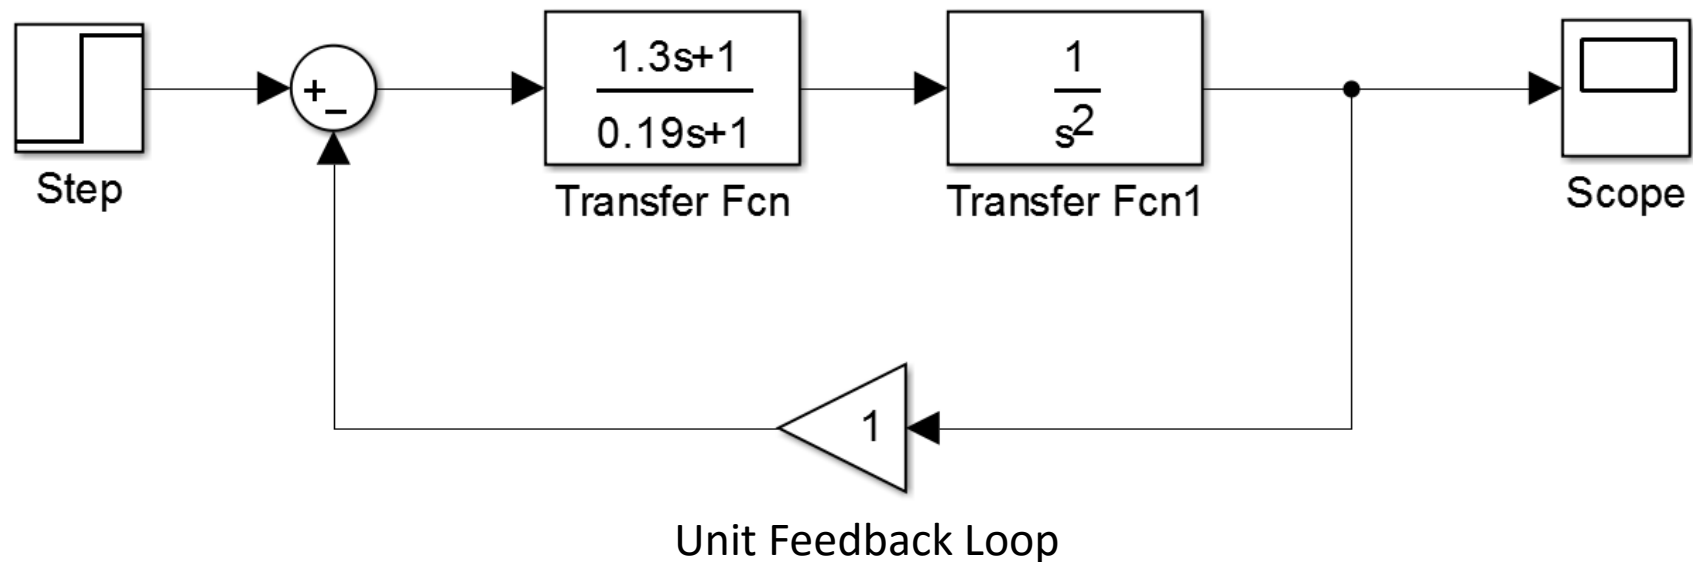 Step
+
−
1.3s+1
0.19s+1
Transfer Fcn
1
s²
Transfer Fcn1
Scope
1
Unit Feedback Loop